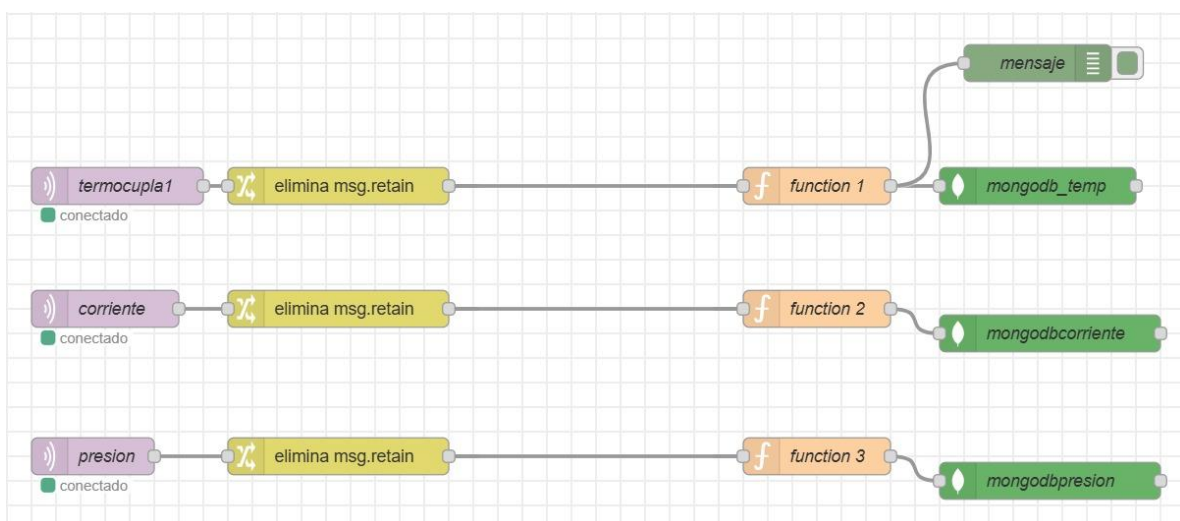 mensaje
termocupla1
elimina msg.retain
function 1
mongodb_temp
conectado
corriente
elimina msg.retain
function 2
mongodbcorriente
conectado
presion
elimina msg.retain
function 3
mongodbpresion
conectado